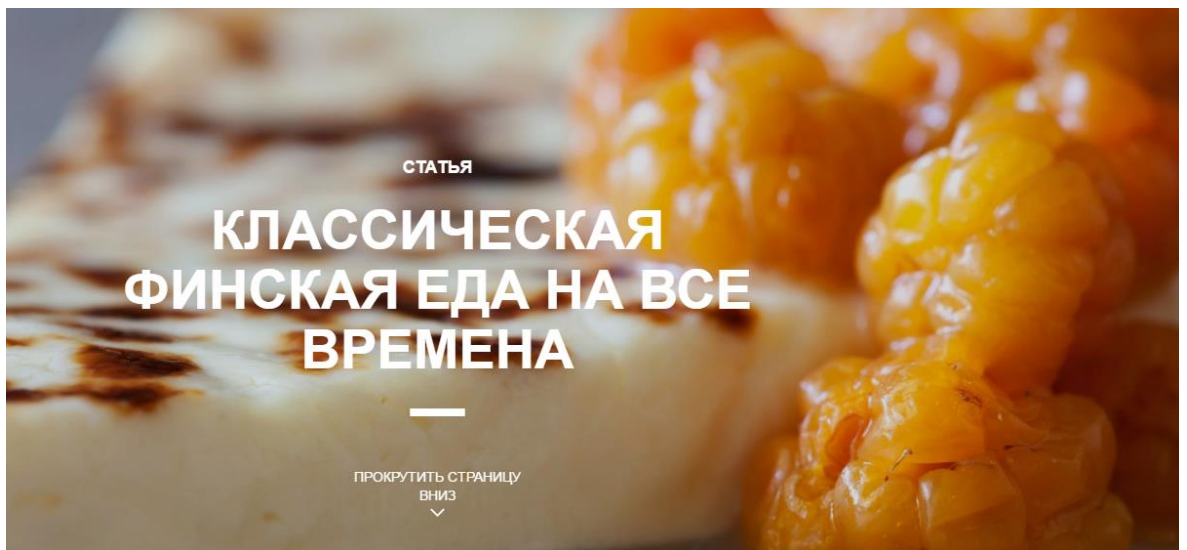 СТАТЬЯ
КЛАССИЧЕСКАЯ
ФИНСКАЯ ЕДА НА ВСЕ
ВРЕМЕНА
ПРОКРУТИТЬ СТРАНИЦУ
ВНИЗ